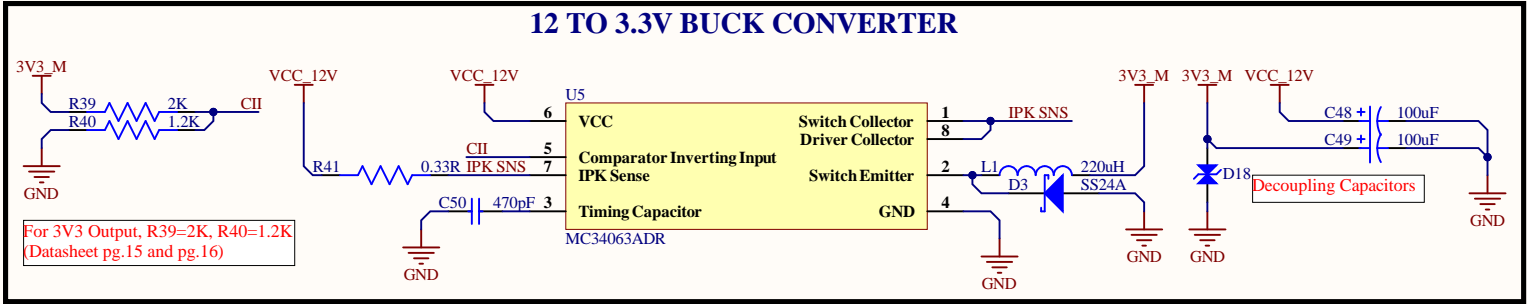 12 TO 3.3V BUCK CONVERTER
3V3_M
R39 2K
CII
R40 1.2K
GND
For 3V3 Output, R39=2K, R40=1.2K
(Datasheet pg.15 and pg.16)
VCC_12V
R41 0.33R
IPK SNS
VCC_12V
CII
C50 470pF
GND
U5
6 VCC
5 Comparator Inverting Input
7 IPK Sense
3 Timing Capacitor
Switch Collector 1
Driver Collector 8
Switch Emitter 2
GND 4
MC34063ADR
IPK SNS
L1 220uH
D3 SS24A
3V3_M
GND
GND
3V3_M
D18
GND
VCC_12V
C48 + 100uF
C49 + 100uF
Decoupling Capacitors
GND